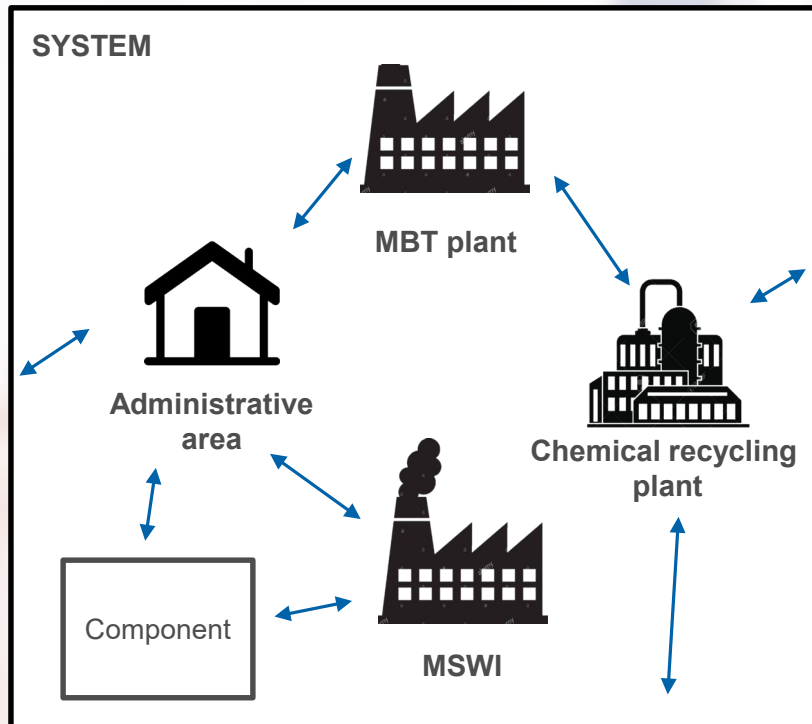 SYSTEM
MBT plant
Administrative
area
Chemical recycling
plant
Component
MSWI